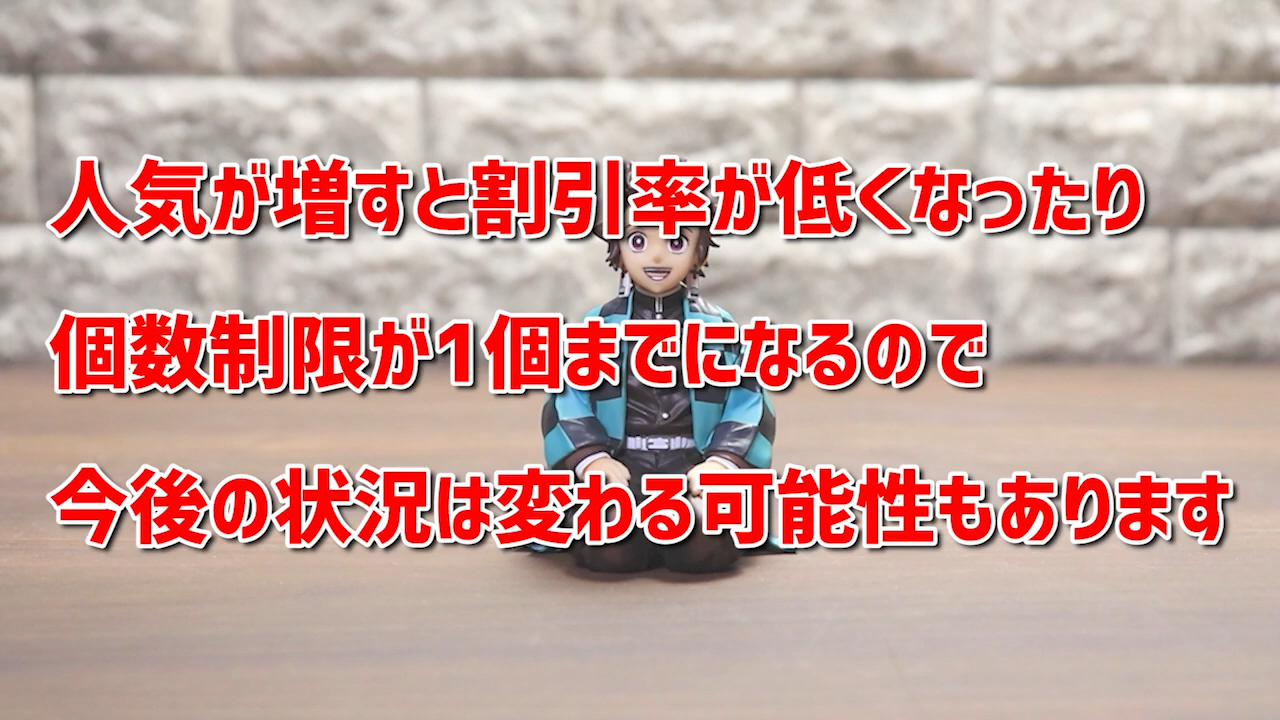 人気が増すと割引率が低くなったり
個数制限が1個までになるので
今後の状況は変わる可能性もあります